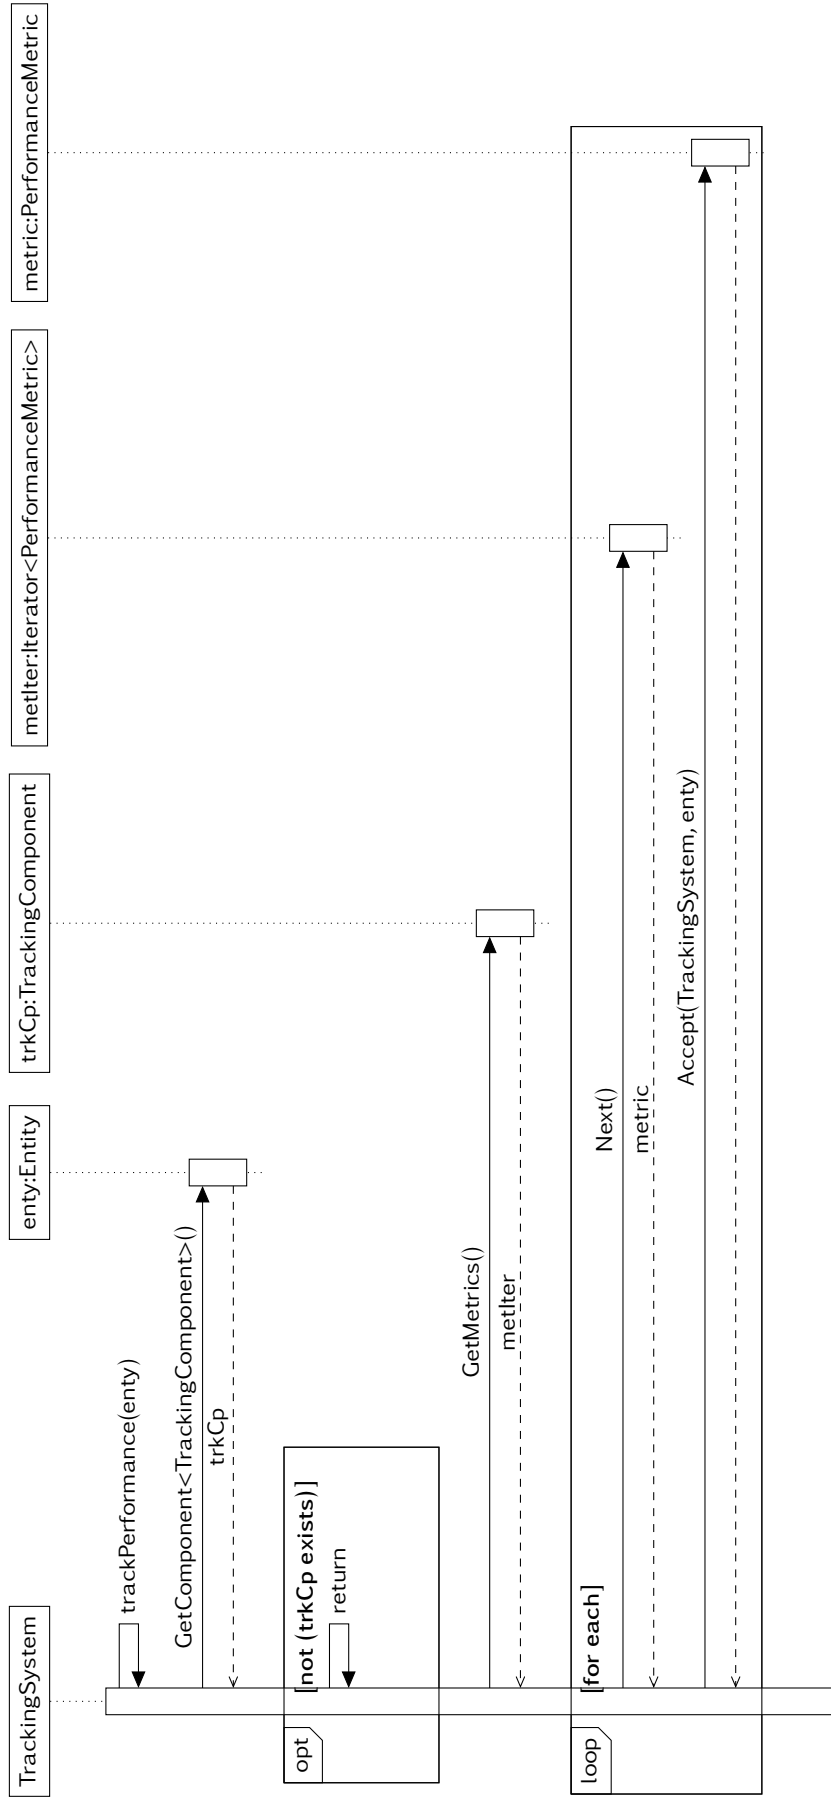 TrackingSystem
enty:Entity
trkCp:TrackingComponent
metIter:Iterator<PerformanceMetric>
metric:PerformanceMetric
trackPerformance(enty)
GetComponent<TrackingComponent>()
trkCp
opt
[not (trkCp exists)]
return
GetMetrics()
metIter
loop
[for each]
Next()
metric
Accept(TrackingSystem, enty)